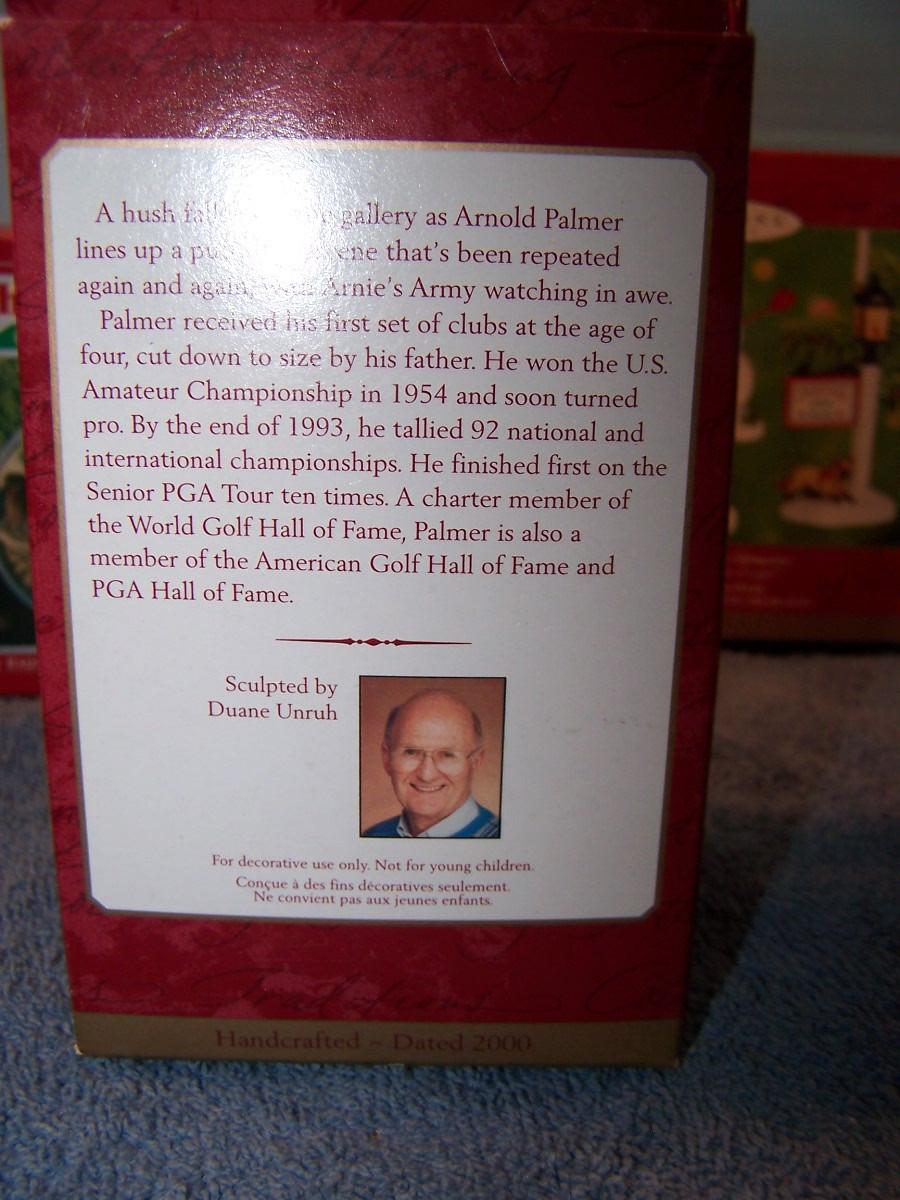 A hush gallery as Arnold Palmer
lines up a that's been repeated
again and again, Arnie's Army watching in awe.
Palmer received his first set of clubs at the age of
four, cut down to size by his father. He won the U.S.
Amateur Championship in 1954 and soon turned
pro. By the end of 1993, he tallied 92 national and
international championships. He finished first on the
Senior PGA Tour ten times. A charter member of
the World Golf Hall of Fame, Palmer is also a
member of the American Golf Hall of Fame and
PGA Hall of Fame.
Sculpted by
Duane Unruh
For decorative use only. Not for young children.
Conçue à des fins décoratives seulement.
Ne convient pas aux jeunes enfants.
Traditions
Handcrafted ~ Dated 2000